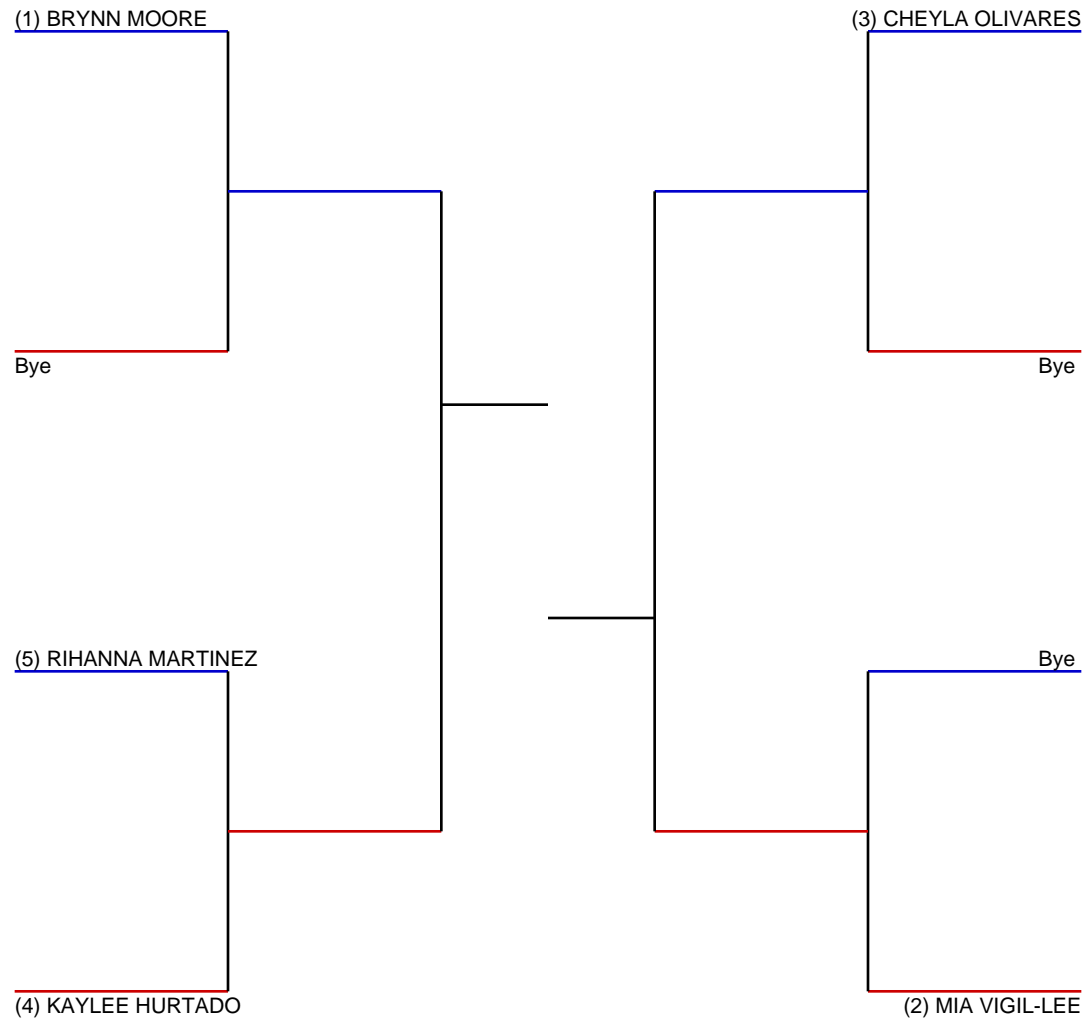 (1) BRYNN MOORE
(3) CHEYLA OLIVARES
Bye
Bye
(5) RIHANNA MARTINEZ
Bye
(4) KAYLEE HURTADO
(2) MIA VIGIL-LEE